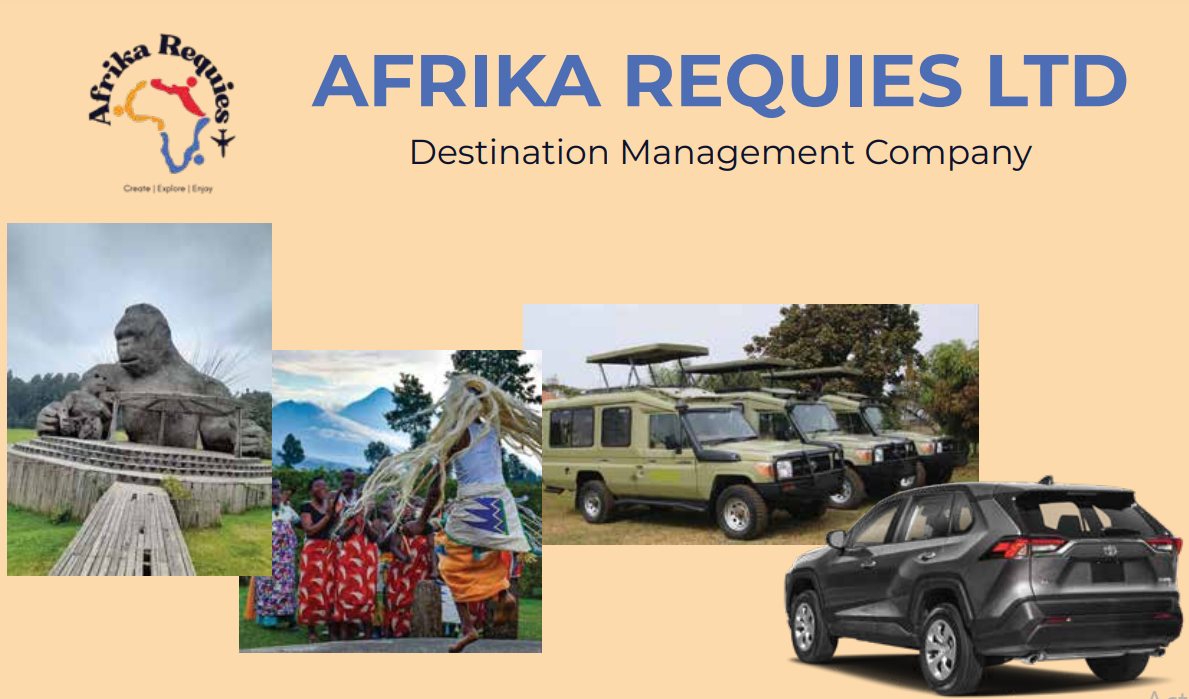 Afrika Requies
AFRIKA REQUIES LTD
Destination Management Company
Create | Explore | Enjoy